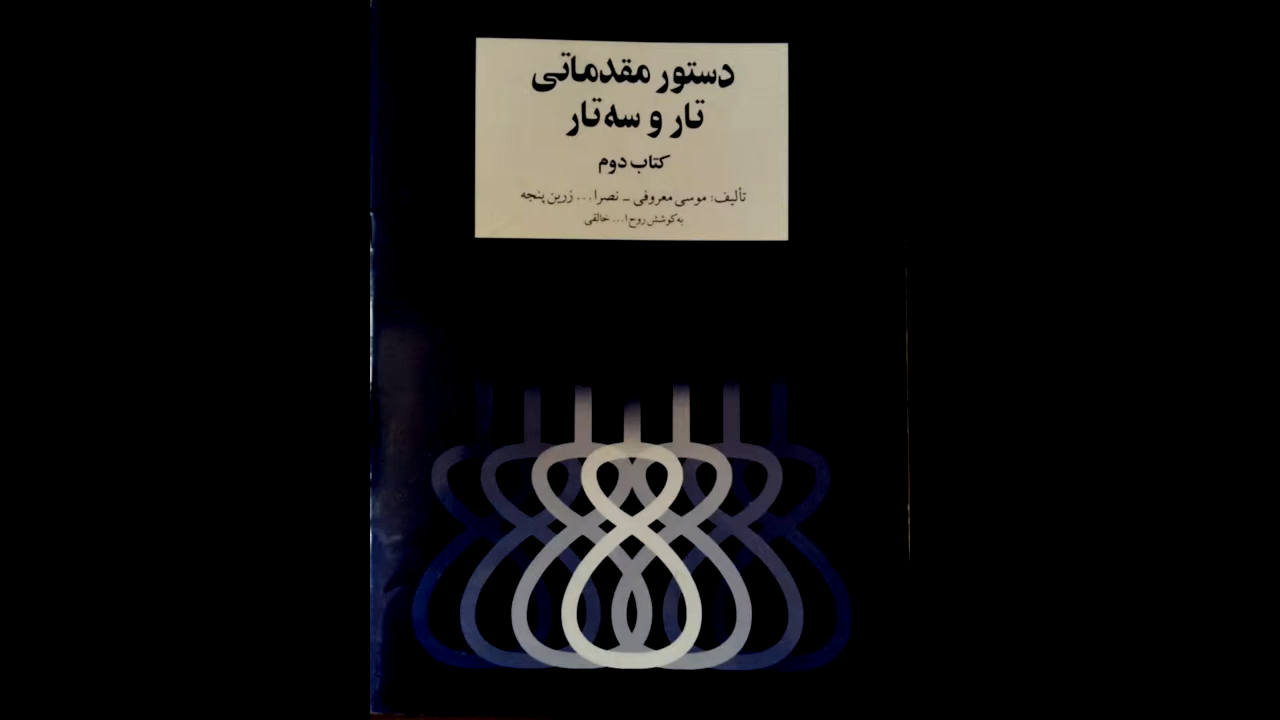 دستور مقدماتی
تار و سه‌تار
کتاب دوم
تألیف: موسی معروفی ـ نصرا... زرین پنجه
به‌کوشش روح ا... خالقی